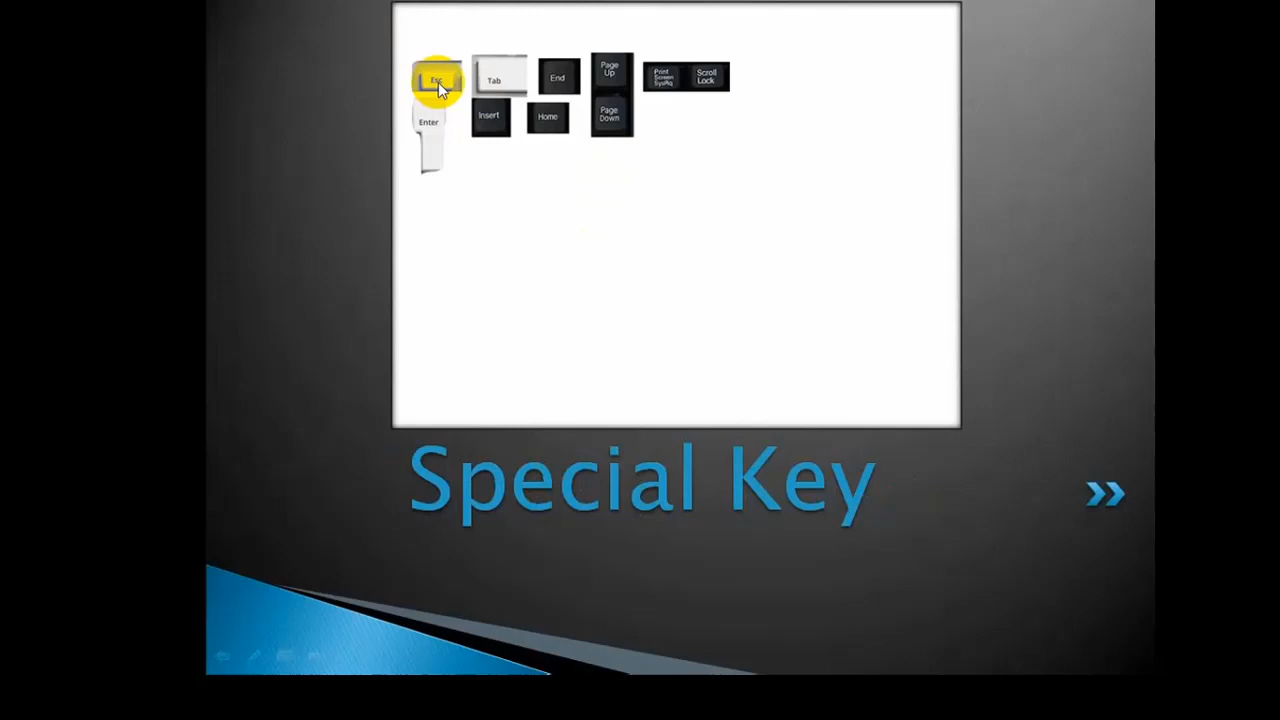 Esc
Tab
End
Page
Up
Print
Screen
SysRq
Scroll
Lock
Enter
Insert
Home
Page
Down
Special Key